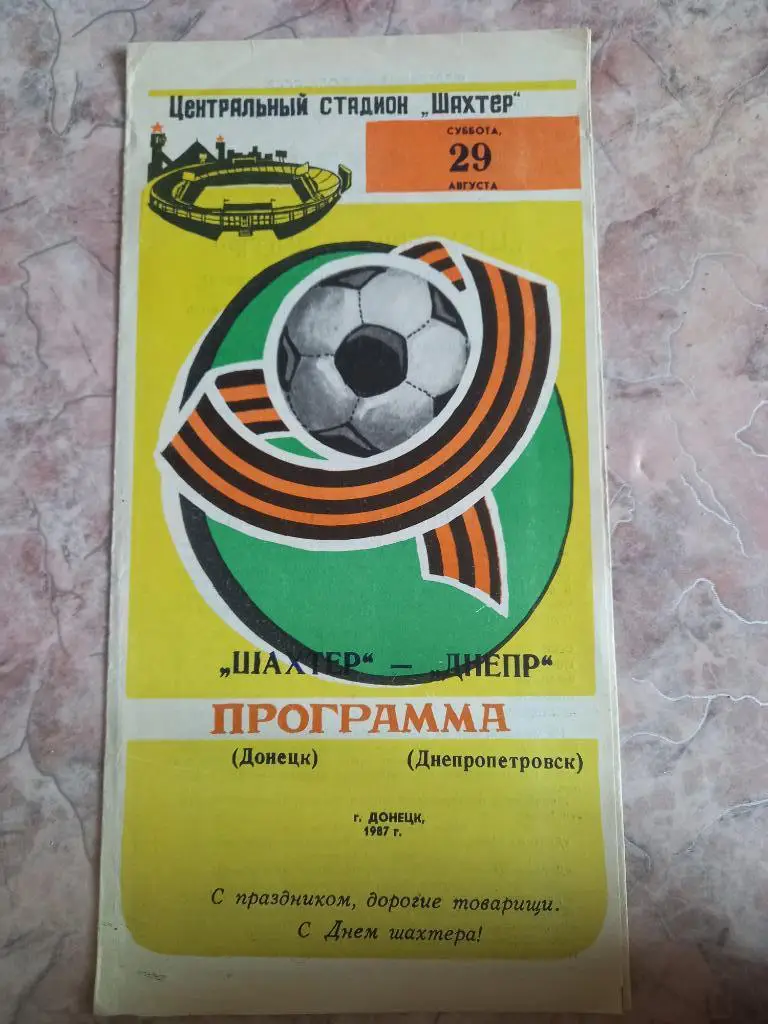 Центральный стадион „Шахтер“
СУББОТА,
29
АВГУСТА
„ШАХТЕР“ — „ДНЕПР“
ПРОГРАММА
(Донецк) (Днепропетровск)
г. ДОНЕЦК,
1987 г.
С праздником, дорогие товарищи.
С Днем шахтера!